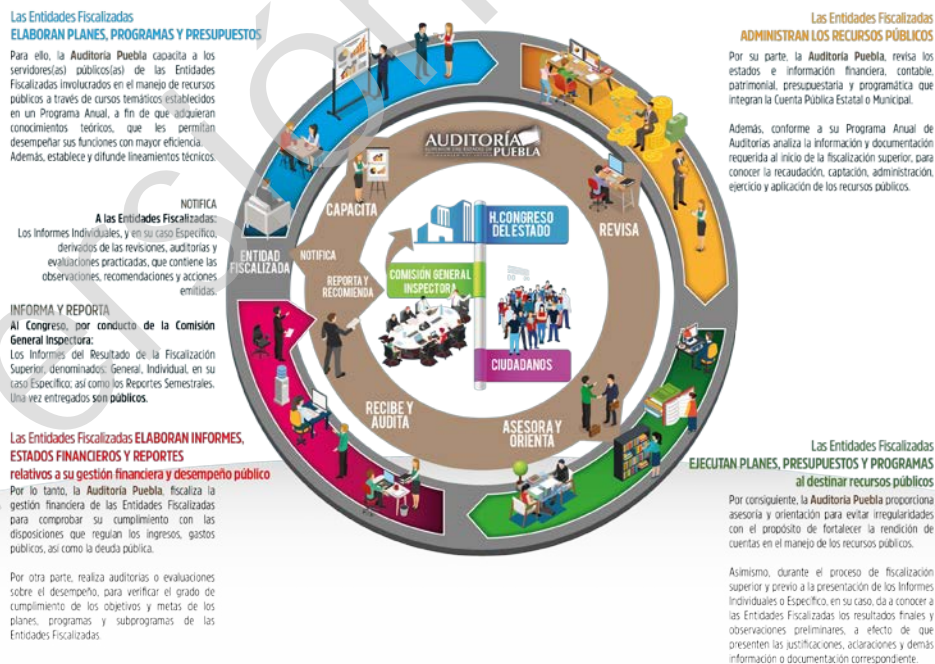 Las Entidades Fiscalizadas
ELABORAN PLANES, PROGRAMAS Y PRESUPUESTOS
Para ello, la Auditoría Puebla capacita a los
servidores(as) públicos(as) de las Entidades
Fiscalizadas involucrados en el manejo de recursos
públicos a través de cursos temáticos establecidos
en un Programa Anual, a fin de que adquieran
conocimientos teóricos, que les permitan
desempeñar sus funciones con mayor eficiencia.
Además, establece y difunde lineamientos técnicos.
NOTIFICA
A las Entidades Fiscalizadas:
Los Informes Individuales, y en su caso Específico,
derivados de las revisiones, auditorías y
evaluaciones practicadas, que contiene las
observaciones, recomendaciones y acciones
emitidas.
INFORMA Y REPORTA
Al Congreso, por conducto de la Comisión
General Inspectora:
Los Informes del Resultado de la Fiscalización
Superior, denominados: General, Individual, en su
caso Específico; así como los Reportes Semestrales.
Una vez entregados son públicos.
Las Entidades Fiscalizadas ELABORAN INFORMES,
ESTADOS FINANCIEROS Y REPORTES
relativos a su gestión financiera y desempeño público
Por lo tanto, la Auditoría Puebla, fiscaliza la
gestión financiera de las Entidades Fiscalizadas
para comprobar su cumplimiento con las
disposiciones que regulan los ingresos, gastos
públicos, así como la deuda pública.
Por otra parte, realiza auditorías o evaluaciones
sobre el desempeño, para verificar el grado de
cumplimiento de los objetivos y metas de los
planes, programas y subprogramas de las
Entidades Fiscalizadas.
AUDITORÍA
PUEBLA
CAPACITA
REVISA
H. CONGRESO
DEL ESTADO
ENTIDAD
FISCALIZADA
NOTIFICA
REPORTA Y
RECOMIENDA
COMISIÓN GENERAL
INSPECTORA
CIUDADANOS
RECIBE Y
AUDITA
ASESORA Y
ORIENTA
Las Entidades Fiscalizadas
ADMINISTRAN LOS RECURSOS PÚBLICOS
Por su parte, la Auditoría Puebla, revisa los
estados e información financiera, contable,
patrimonial, presupuestaria y programática que
integran la Cuenta Pública Estatal o Municipal.
Además, conforme a su Programa Anual de
Auditorías analiza la información y documentación
requerida al inicio de la fiscalización superior, para
conocer la recaudación, captación, administración,
ejercicio y aplicación de los recursos públicos.
Las Entidades Fiscalizadas
EJECUTAN PLANES, PRESUPUESTOS Y PROGRAMAS
al destinar recursos públicos
Por consiguiente, la Auditoría Puebla proporciona
asesoría y orientación para evitar irregularidades
con el propósito de fortalecer la rendición de
cuentas en el manejo de los recursos públicos.
Asimismo, durante el proceso de fiscalización
superior y previo a la presentación de los Informes
Individuales o Específico, en su caso, da a conocer a
las Entidades Fiscalizadas los resultados finales y
observaciones preliminares, a efecto de que
presenten las justificaciones, aclaraciones y demás
información o documentación correspondiente.